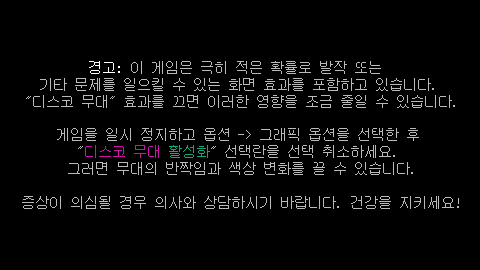 경고: 이 게임은 극히 적은 확률로 발작 또는
기타 문제를 일으킬 수 있는 화면 효과를 포함하고 있습니다.
"디스코 무대" 효과를 끄면 이러한 영향을 조금 줄일 수 있습니다.
게임을 일시 정지하고 옵션 -> 그래픽 옵션을 선택한 후
"디스코 무대 활성화" 선택란을 선택 취소하세요.
그러면 무대의 반짝임과 색상 변화를 끌 수 있습니다.
증상이 의심될 경우 의사와 상담하시기 바랍니다. 건강을 지키세요!